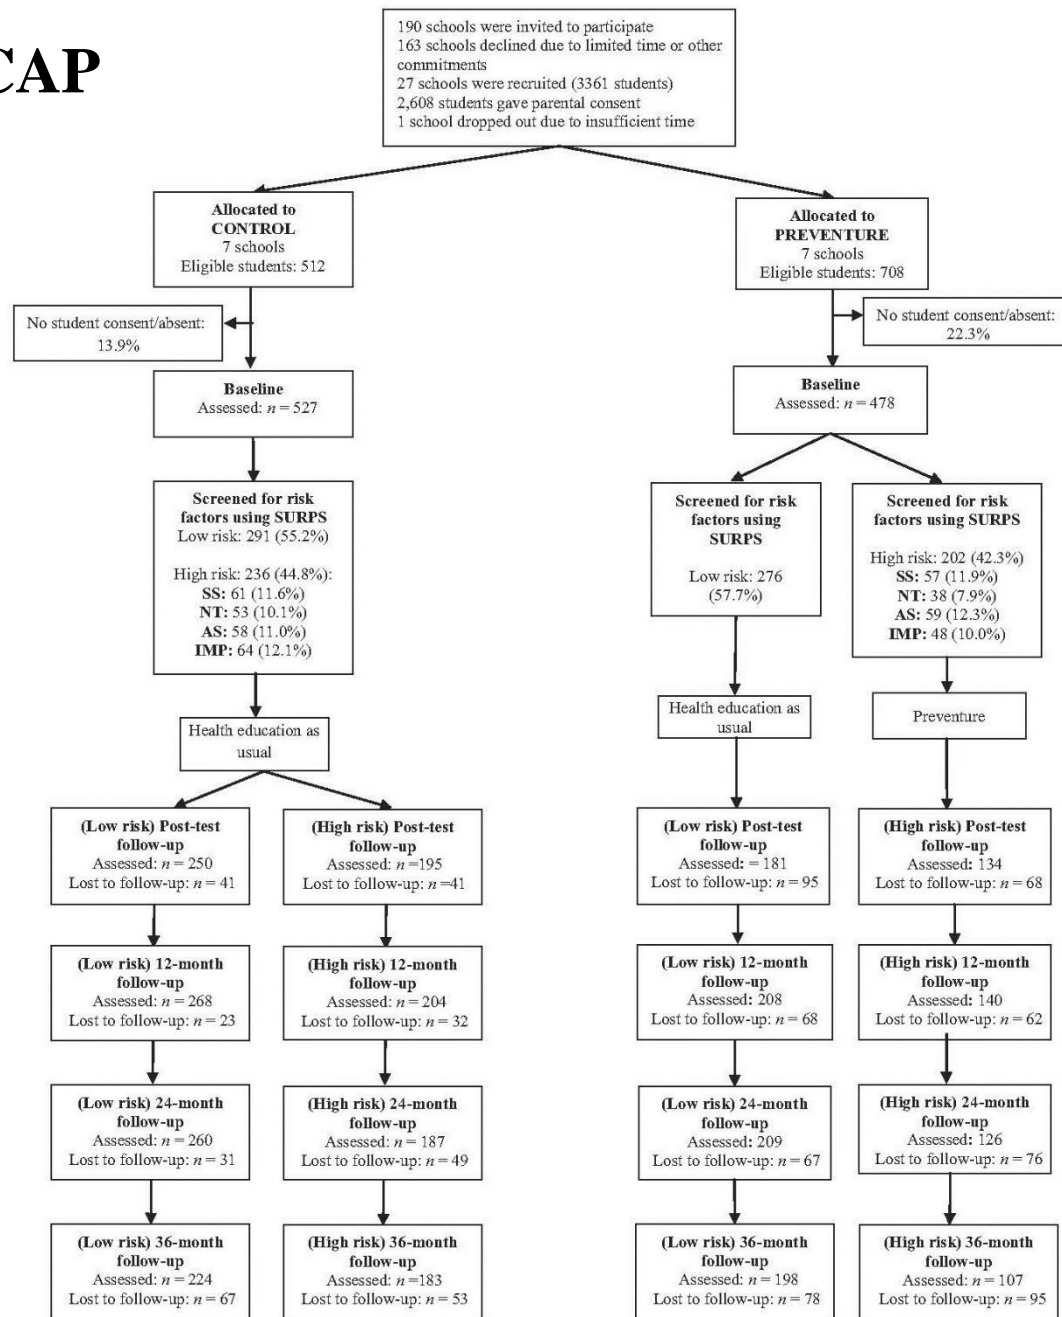 CAP
190 schools were invited to participate
163 schools declined due to limited time or other
commitments
27 schools were recruited (3361 students)
2,608 students gave parental consent
1 school dropped out due to insufficient time
Allocated to
CONTROL
7 schools
Eligible students: 512
Allocated to
PREVENTURE
7 schools
Eligible students: 708
No student consent/absent:
13.9%
No student consent/absent:
22.3%
Baseline
Assessed: n = 527
Baseline
Assessed: n = 478
Screened for risk
factors using SURPS
Low risk: 291 (55.2%)
High risk: 236 (44.8%):
SS: 61 (11.6%)
NT: 53 (10.1%)
AS: 58 (11.0%)
IMP: 64 (12.1%)
Screened for risk
factors using
SURPS
Low risk: 276
(57.7%)
Screened for risk
factors using SURPS
High risk: 202 (42.3%)
SS: 57 (11.9%)
NT: 38 (7.9%)
AS: 59 (12.3%)
IMP: 48 (10.0%)
Health education as
usual
Health education as
usual
Preventure
(Low risk) Post-test
follow-up
Assessed: n = 250
Lost to follow-up: n = 41
(High risk) Post-test
follow-up
Assessed: n =195
Lost to follow-up: n =41
(Low risk) Post-test
follow-up
Assessed: = 181
Lost to follow-up: n = 95
(High risk) Post-test
follow-up
Assessed: 134
Lost to follow-up: n = 68
(Low risk) 12-month
follow-up
Assessed: n = 268
Lost to follow-up: n = 23
(High risk) 12-month
follow-up
Assessed: n = 204
Lost to follow-up: n = 32
(Low risk) 12-month
follow-up
Assessed: 208
Lost to follow-up: n = 68
(High risk) 12-month
follow-up
Assessed: 140
Lost to follow-up: n = 62
(Low risk) 24-month
follow-up
Assessed: n = 260
Lost to follow-up: n = 31
(High risk) 24-month
follow-up
Assessed: n = 187
Lost to follow-up: n = 49
(Low risk) 24-month
follow-up
Assessed: 209
Lost to follow-up: n = 67
(High risk) 24-month
follow-up
Assessed: 126
Lost to follow-up: n = 76
(Low risk) 36-month
follow-up
Assessed: n = 224
Lost to follow-up: n = 67
(High risk) 36-month
follow-up
Assessed: n =183
Lost to follow-up: n = 53
(Low risk) 36-month
follow-up
Assessed: n = 198
Lost to follow-up: n = 78
(High risk) 36-month
follow-up
Assessed: n = 107
Lost to follow-up: n = 95